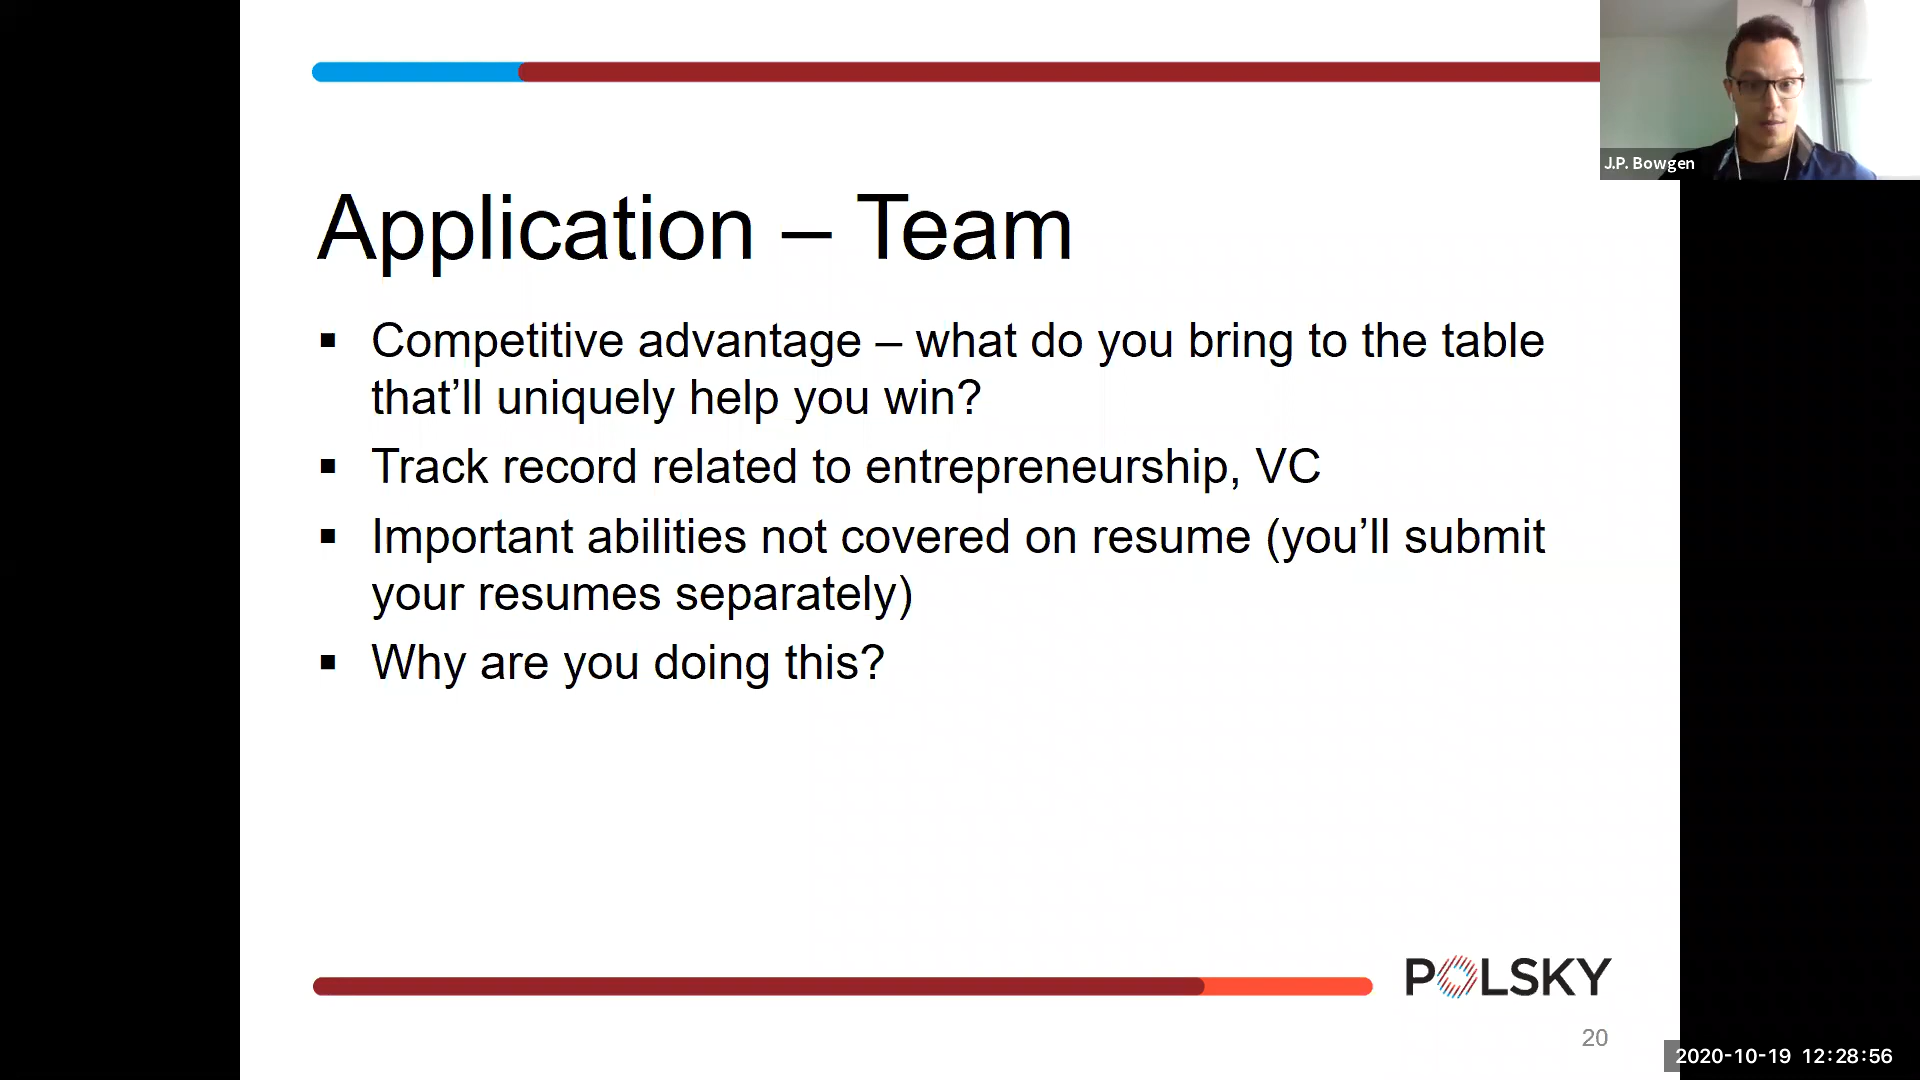 J.P. Bowgen
Application – Team
▪ Competitive advantage – what do you bring to the table
that’ll uniquely help you win?
▪ Track record related to entrepreneurship, VC
▪ Important abilities not covered on resume (you’ll submit
your resumes separately)
▪ Why are you doing this?
POLSKY
20
2020-10-19 12:28:56